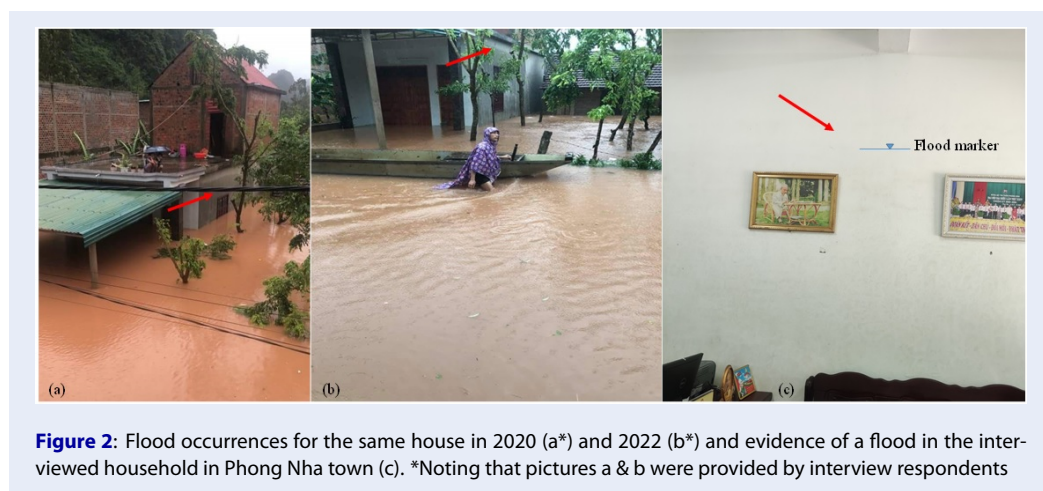 Flood marker
(a)
(b)
(c)
Figure 2: Flood occurrences for the same house in 2020 (a*) and 2022 (b*) and evidence of a flood in the inter-
viewed household in Phong Nha town (c). *Noting that pictures a & b were provided by interview respondents